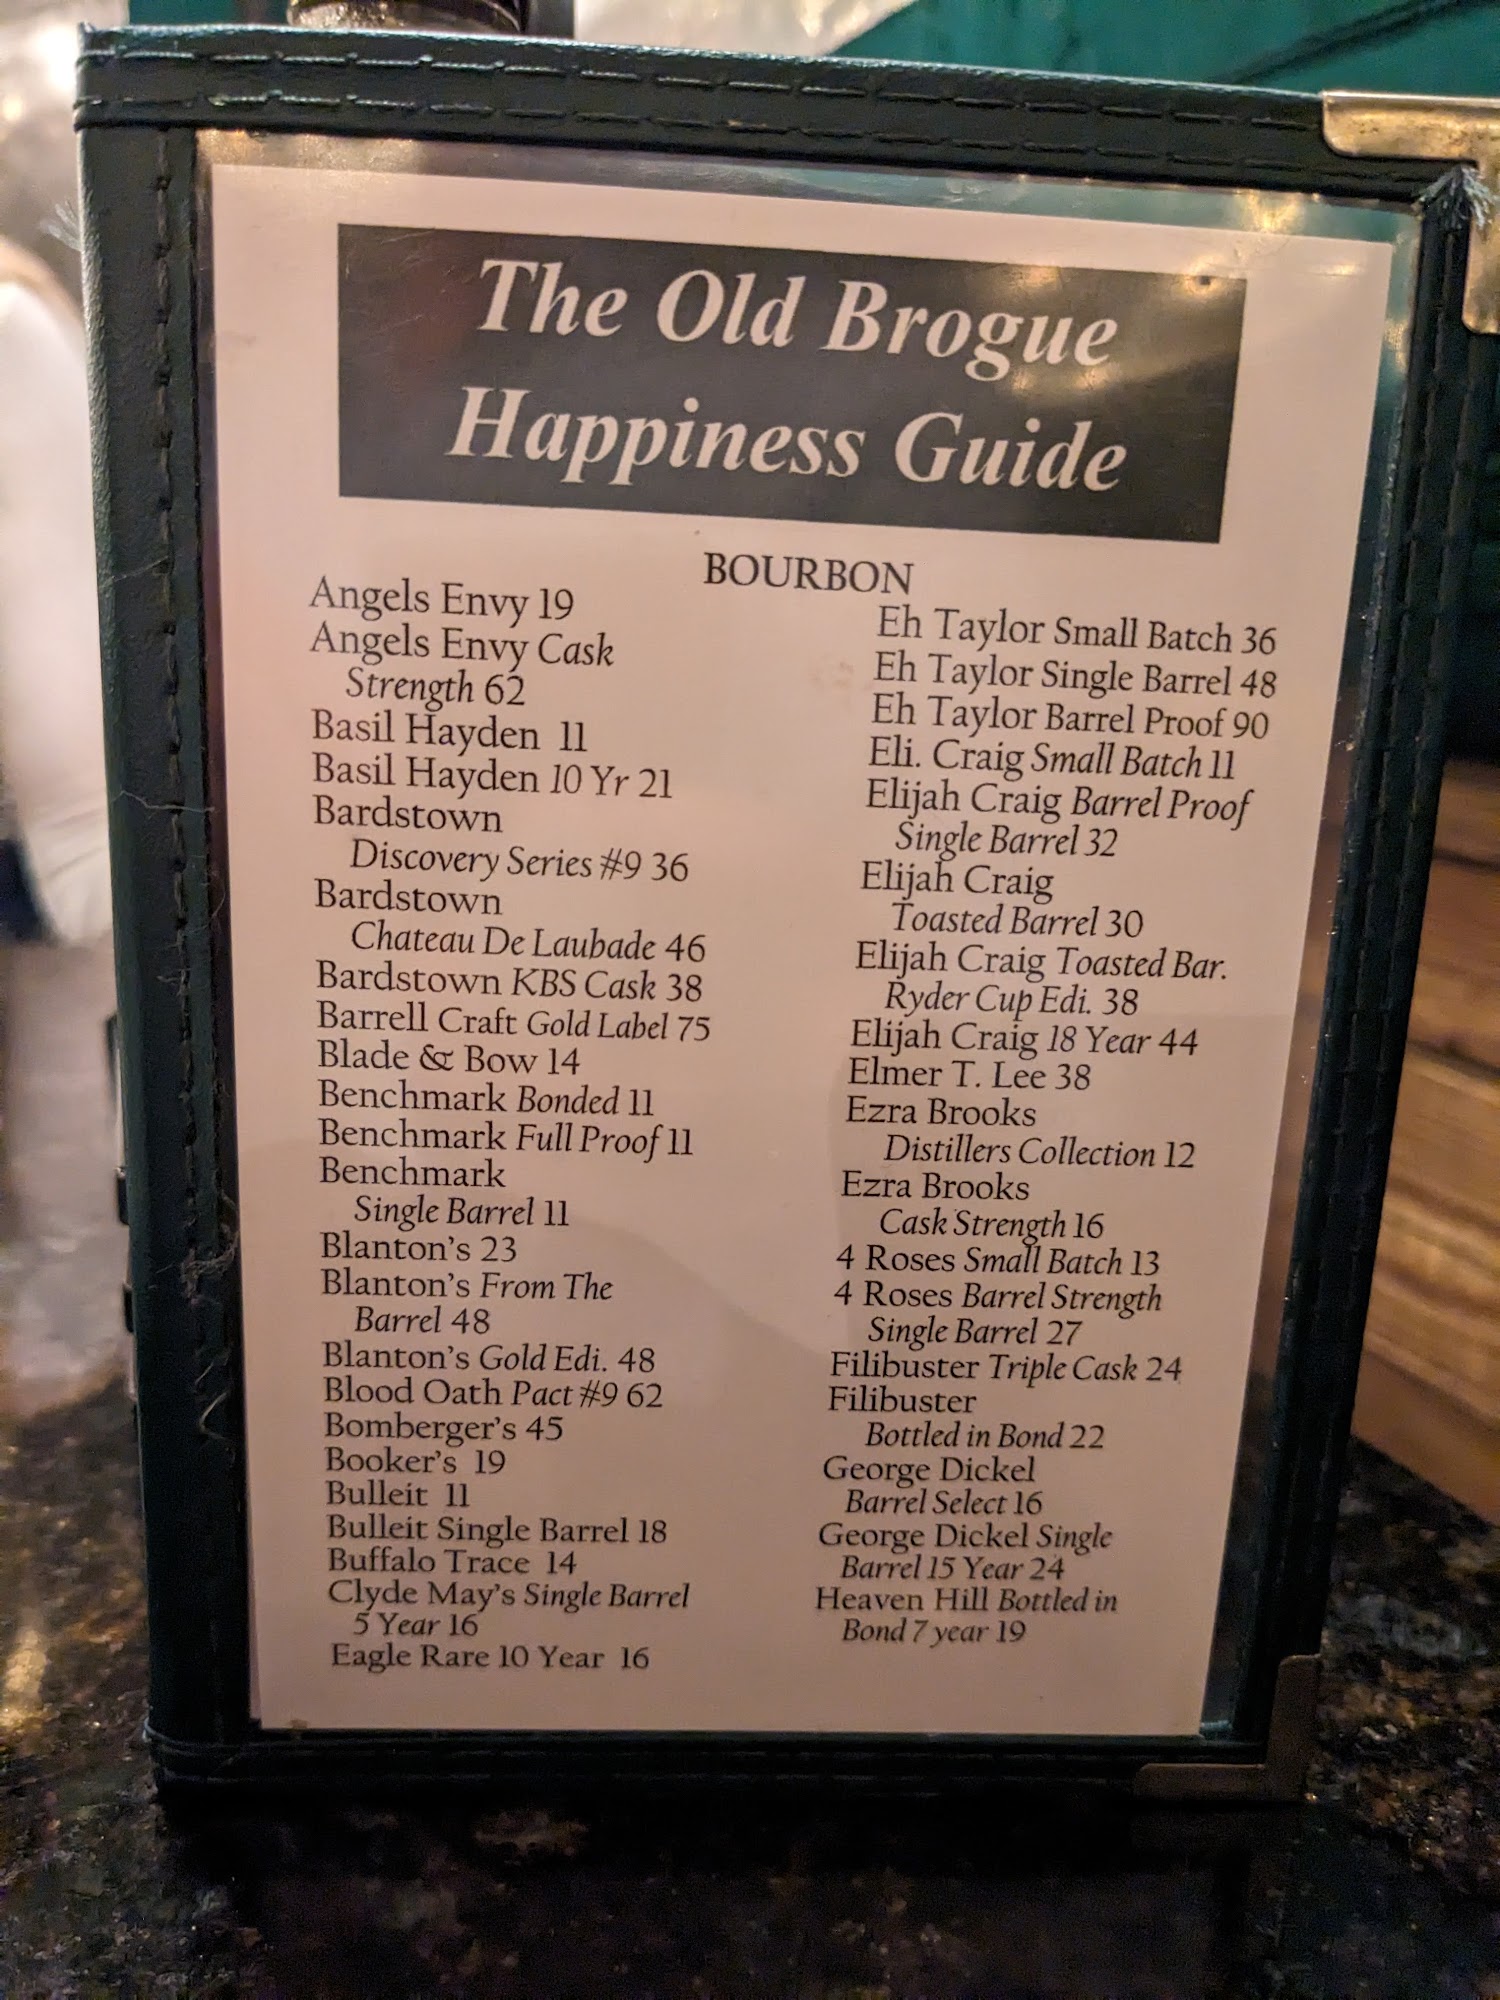 The Old Brogue
Happiness Guide
BOURBON
Angels Envy 19
Angels Envy Cask
Strength 62
Basil Hayden 11
Basil Hayden 10 Yr 21
Bardstown
Discovery Series #9 36
Bardstown
Chateau De Laubade 46
Bardstown KBS Cask 38
Barrell Craft Gold Label 75
Blade & Bow 14
Benchmark Bonded 11
Benchmark Full Proof 11
Benchmark
Single Barrel 11
Blanton's 23
Blanton's From The
Barrel 48
Blanton's Gold Edi. 48
Blood Oath Pact #9 62
Bomberger's 45
Booker's 19
Bulleit 11
Bulleit Single Barrel 18
Buffalo Trace 14
Clyde May's Single Barrel
5 Year 16
Eagle Rare 10 Year 16
Eh Taylor Small Batch 36
Eh Taylor Single Barrel 48
Eh Taylor Barrel Proof 90
Eli. Craig Small Batch 11
Elijah Craig Barrel Proof
Single Barrel 32
Elijah Craig
Toasted Barrel 30
Elijah Craig Toasted Bar.
Ryder Cup Edi. 38
Elijah Craig 18 Year 44
Elmer T. Lee 38
Ezra Brooks
Distillers Collection 12
Ezra Brooks
Cask Strength 16
4 Roses Small Batch 13
4 Roses Barrel Strength
Single Barrel 27
Filibuster Triple Cask 24
Filibuster
Bottled in Bond 22
George Dickel
Barrel Select 16
George Dickel Single
Barrel 15 Year 24
Heaven Hill Bottled in
Bond 7 year 19